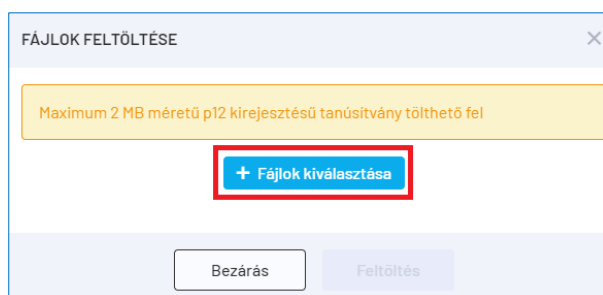 FÁJLOK FELTÖLTÉSE
Maximum 2 MB méretű p12 kirejesztésű tanúsítvány tölthető fel
+ Fájlok kiválasztása
Bezárás
Feltöltés